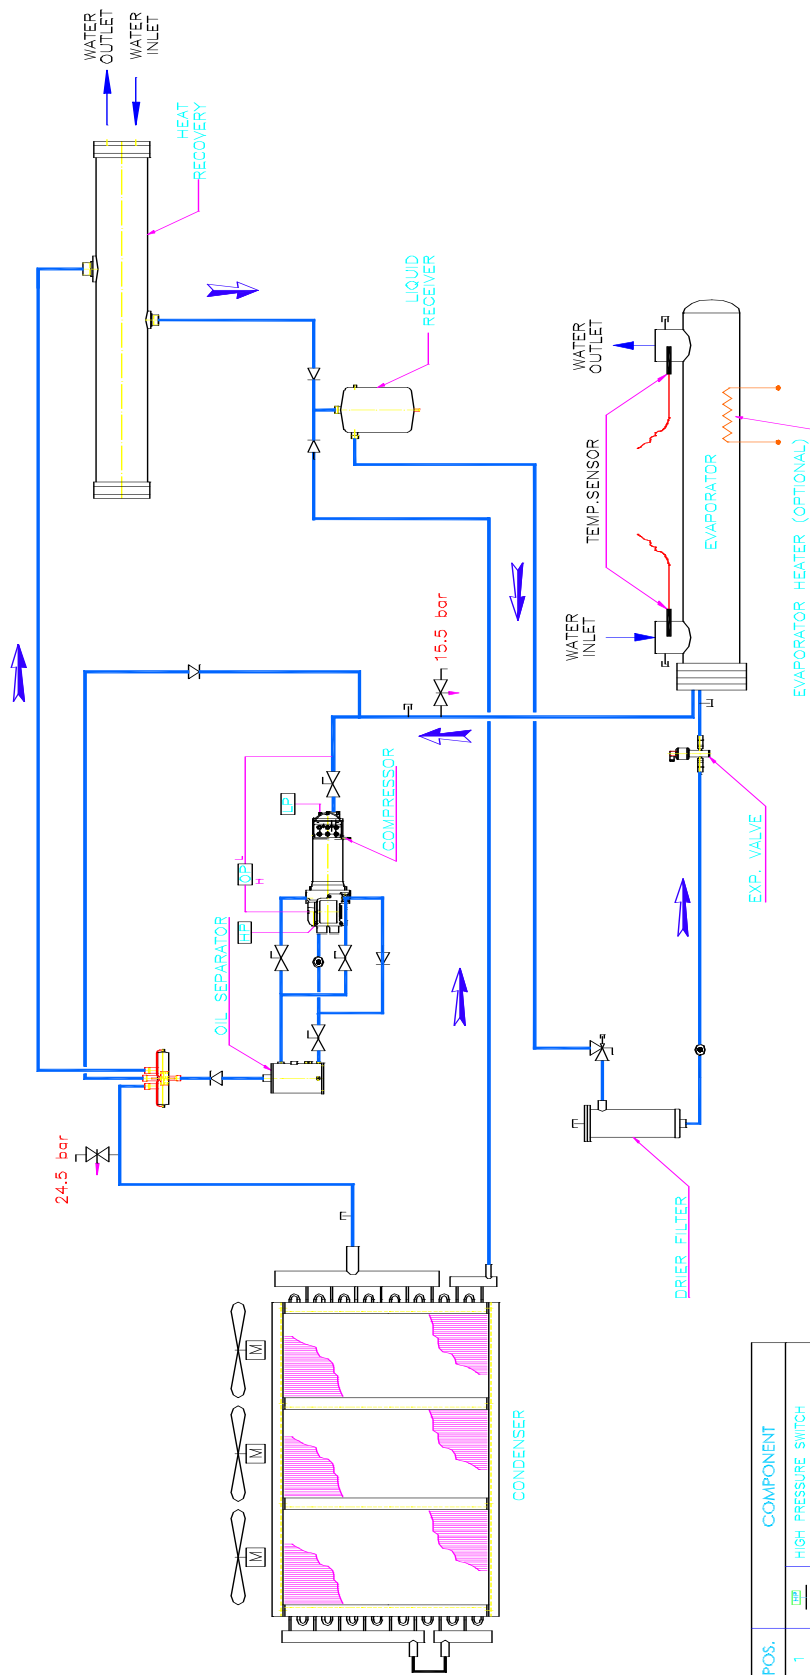 WATER
OUTLET
WATER
INLET
HEAT
RECOVERY
LIQUID
RECEIVER
WATER
OUTLET
TEMP.SENSOR
EVAPORATOR
WATER
INLET
EVAPORATOR HEATER (OPTIONAL)
15.5 bar
LP
COMPRESSOR
L
OP
H
HP
OIL SEPARATOR
EXP. VALVE
24.5 bar
DRIER FILTER
M
M
M
CONDENSER
POS.
COMPONENT
1
HP
HIGH PRESSURE SWITCH